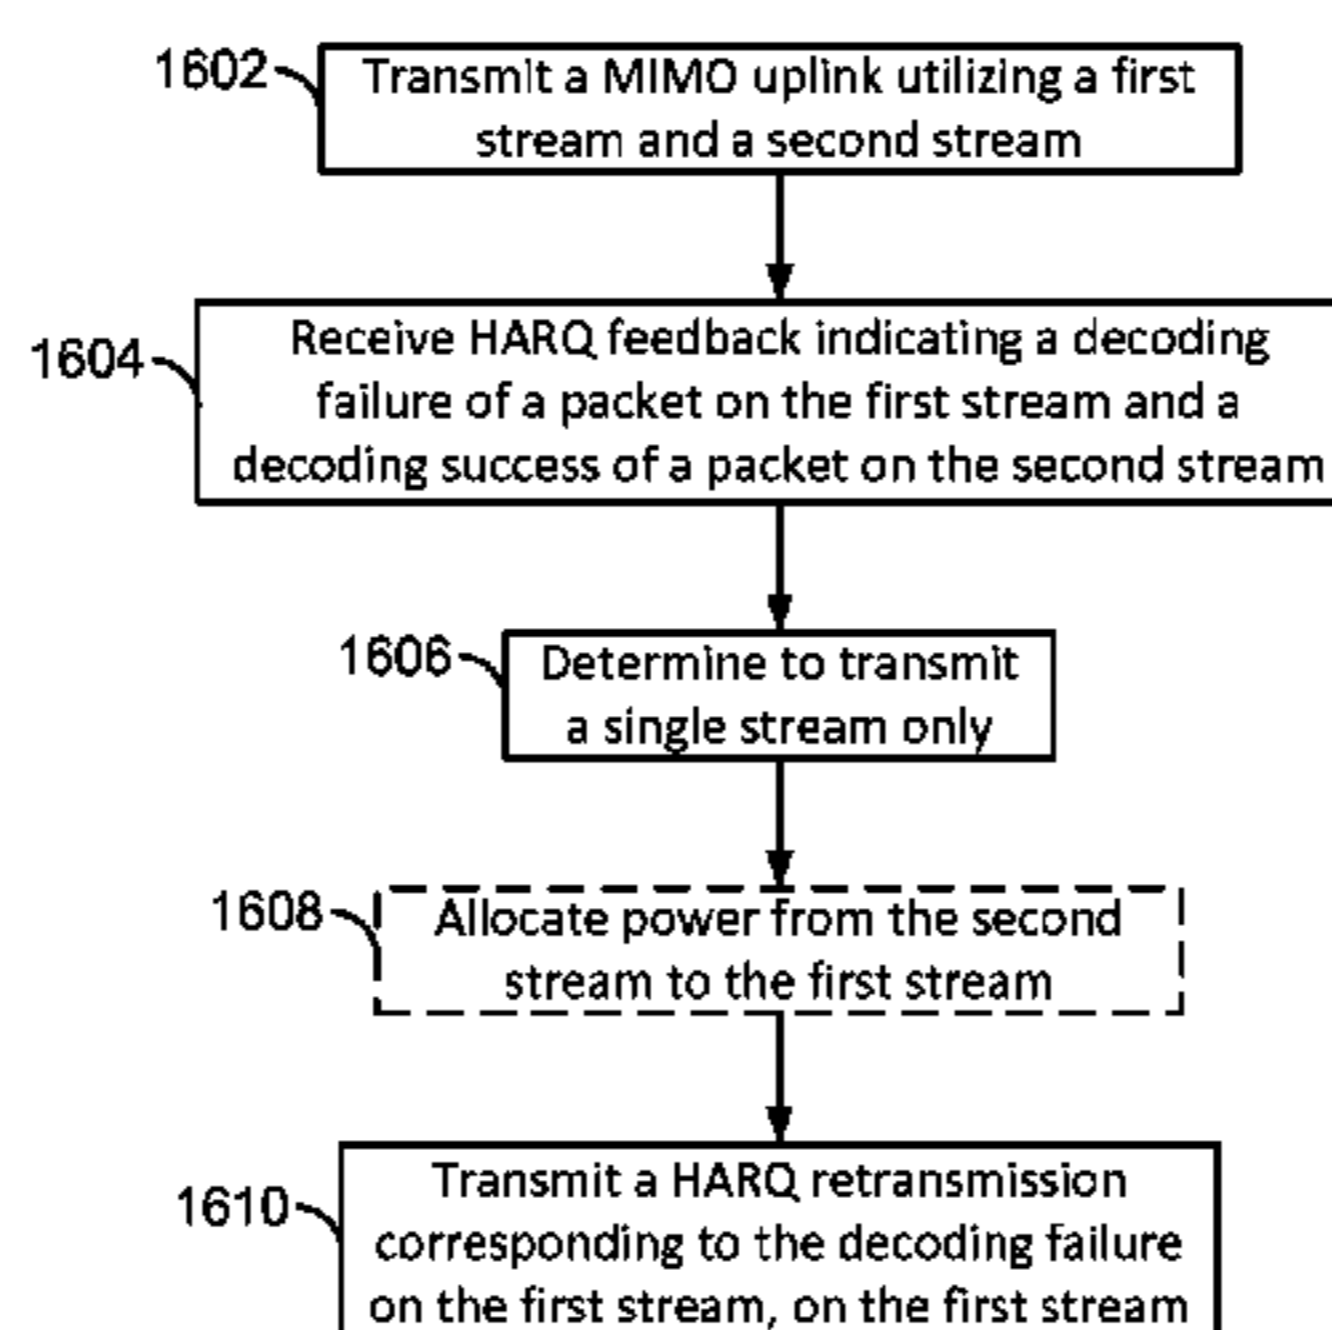 1602
Transmit a MIMO uplink utilizing a first
stream and a second stream
1604
Receive HARQ feedback indicating a decoding
failure of a packet on the first stream and a
decoding success of a packet on the second stream
1606
Determine to transmit
a single stream only
1608
Allocate power from the second
stream to the first stream
1610
Transmit a HARQ retransmission
corresponding to the decoding failure
on the first stream, on the first stream